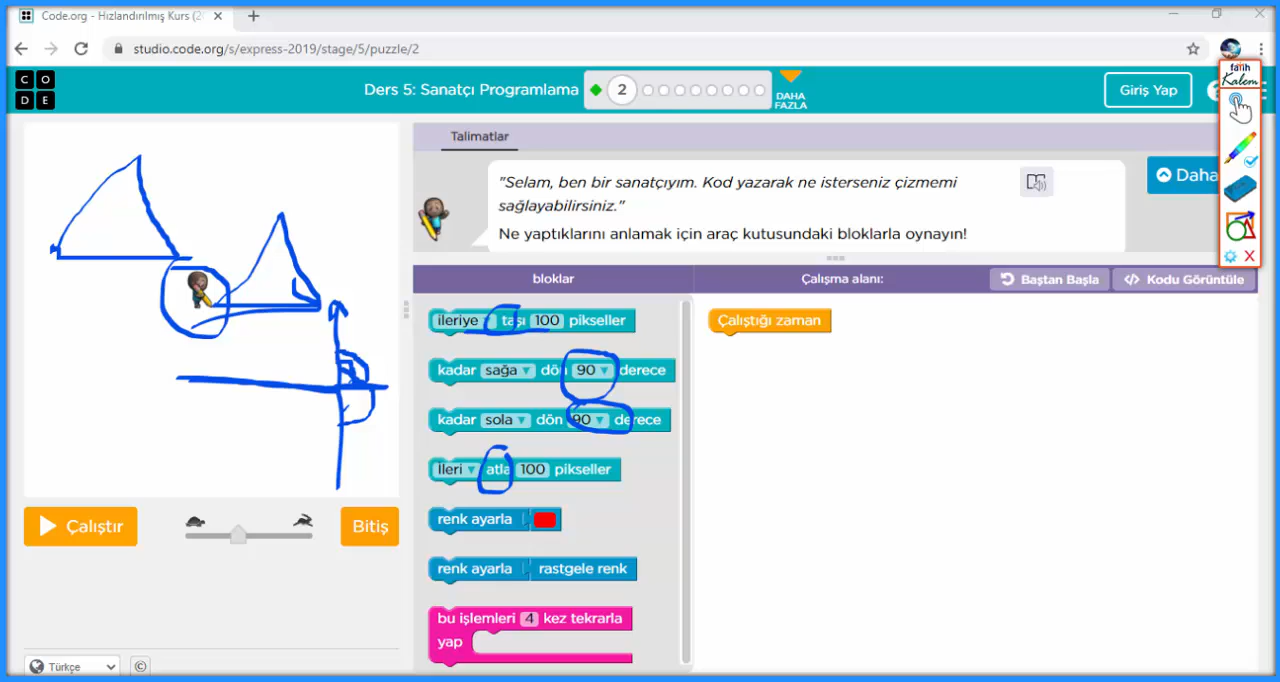 Code.org - Hızlandırılmış Kurs (20
studio.code.org/s/express-2019/stage/5/puzzle/2
C O
D E
Ders 5: Sanatçı Programlama
2
DAHA
FAZLA
Giriş Yap
fatih
Kalem
Talimatlar
"Selam, ben bir sanatçıyım. Kod yazarak ne isterseniz çizmemi
sağlayabilirsiniz."
Ne yaptıklarını anlamak için araç kutusundaki bloklarla oynayın!
Daha
bloklar
Çalışma alanı:
Baştan Başla
Kodu Görüntüle
ileriye taşı 100 pikseller
kadar sağa dön 90 derece
kadar sola dön 90 derece
İleri atla 100 pikseller
renk ayarla
renk ayarla rastgele renk
bu işlemleri 4 kez tekrarla
yap
Çalıştığı zaman
Çalıştır
Bitiş
Türkçe
©